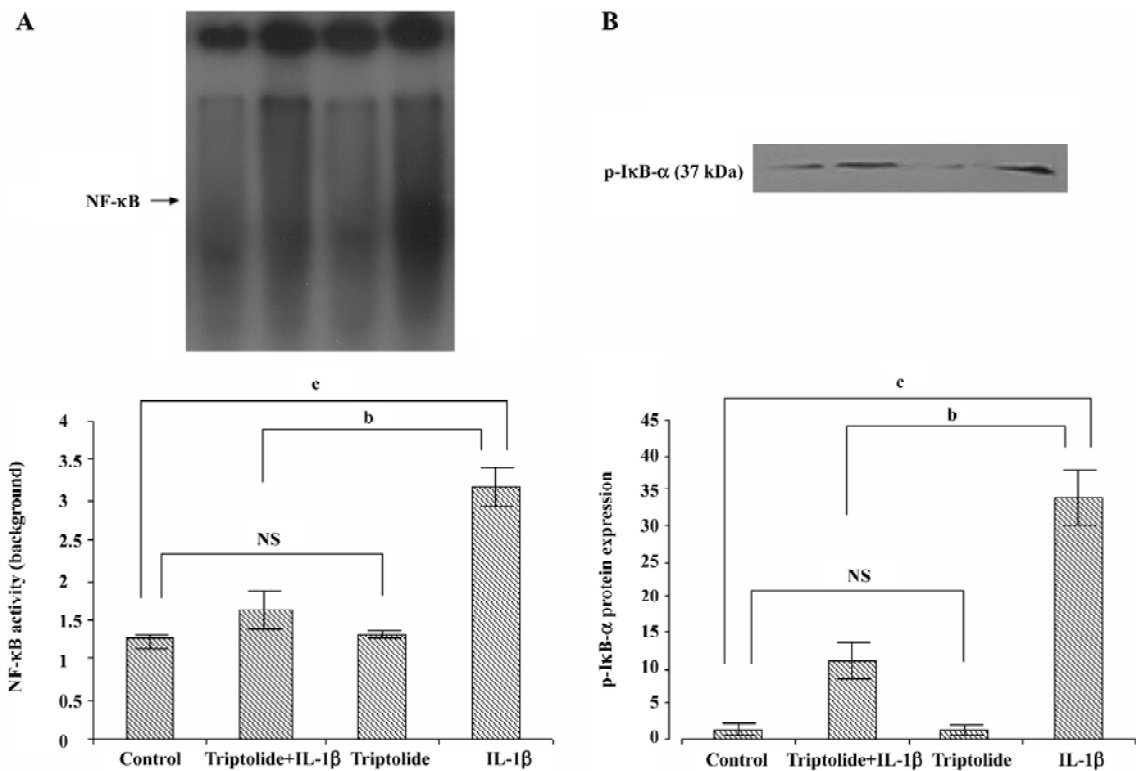 A
NF-κB
c
b
NS
4
3.5
3
2.5
2
1.5
1
0.5
0
NF-κB activity (background)
Control
Triptolide+IL-1β
Triptolide
IL-1β
B
p-IκB-α (37 kDa)
c
b
NS
45
40
35
30
25
20
15
10
5
0
p-IκB-α protein expression
Control
Triptolide+IL-1β
Triptolide
IL-1β